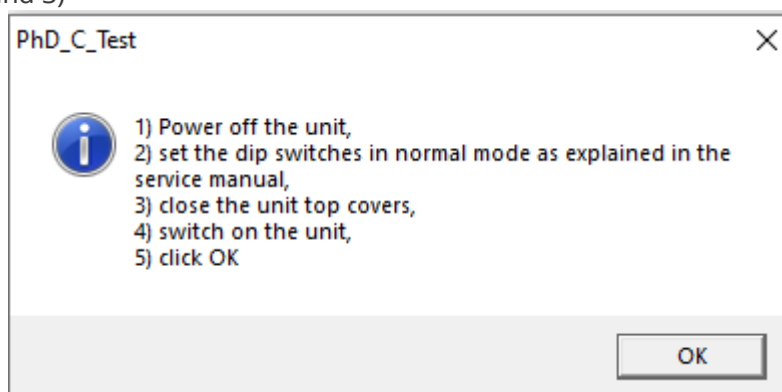 PhD_C_Test
1) Power off the unit,
2) set the dip switches in normal mode as explained in the
service manual,
3) close the unit top covers,
4) switch on the unit,
5) click OK
OK